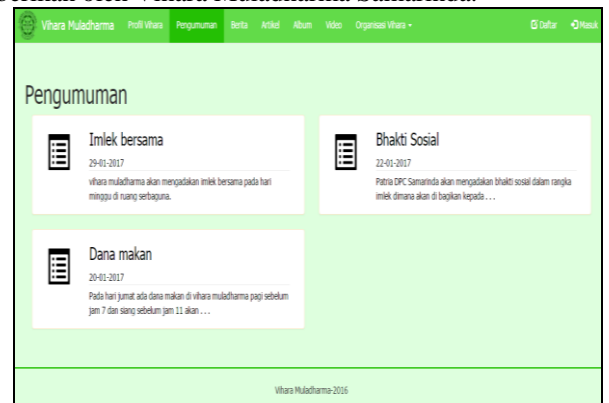 Vihara Muladharma Profil Vihara Pengumuman Berita Artikel Album Video Organisasi Vihara Daftar Masuk
Pengumuman
Imlek bersama
29-01-2017
vihara muladharma akan mengadakan imlek bersama pada hari
minggu di ruang serbaguna.
Bhakti Sosial
22-01-2017
Patria DPC Samarinda akan mengadakan bhakti sosial dalam rangka
imlek dimana akan di bagikan kepada . . .
Dana makan
20-01-2017
Pada hari jumat ada dana makan di vihara muladharma pagi sebelum
jam 7 dan siang sebelum jam 11 akan . . .
Vihara Muladharma-2016